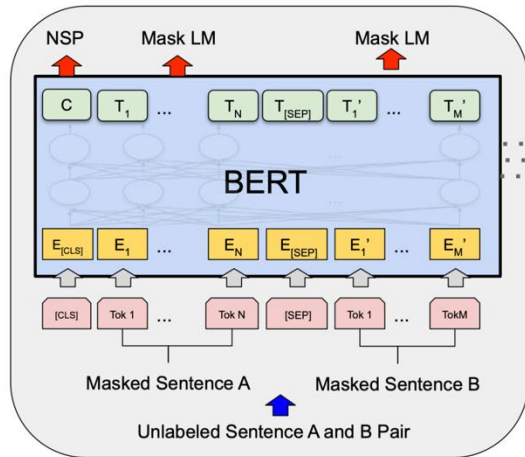 NSP Mask LM Mask LM
C T1 ... TN T[SEP] T1' ... TM'
BERT
E[CLS] E1 ... EN E[SEP] E1' ... EM'
[CLS] Tok 1 ... Tok N [SEP] Tok 1 ... TokM
Masked Sentence A Masked Sentence B
Unlabeled Sentence A and B Pair